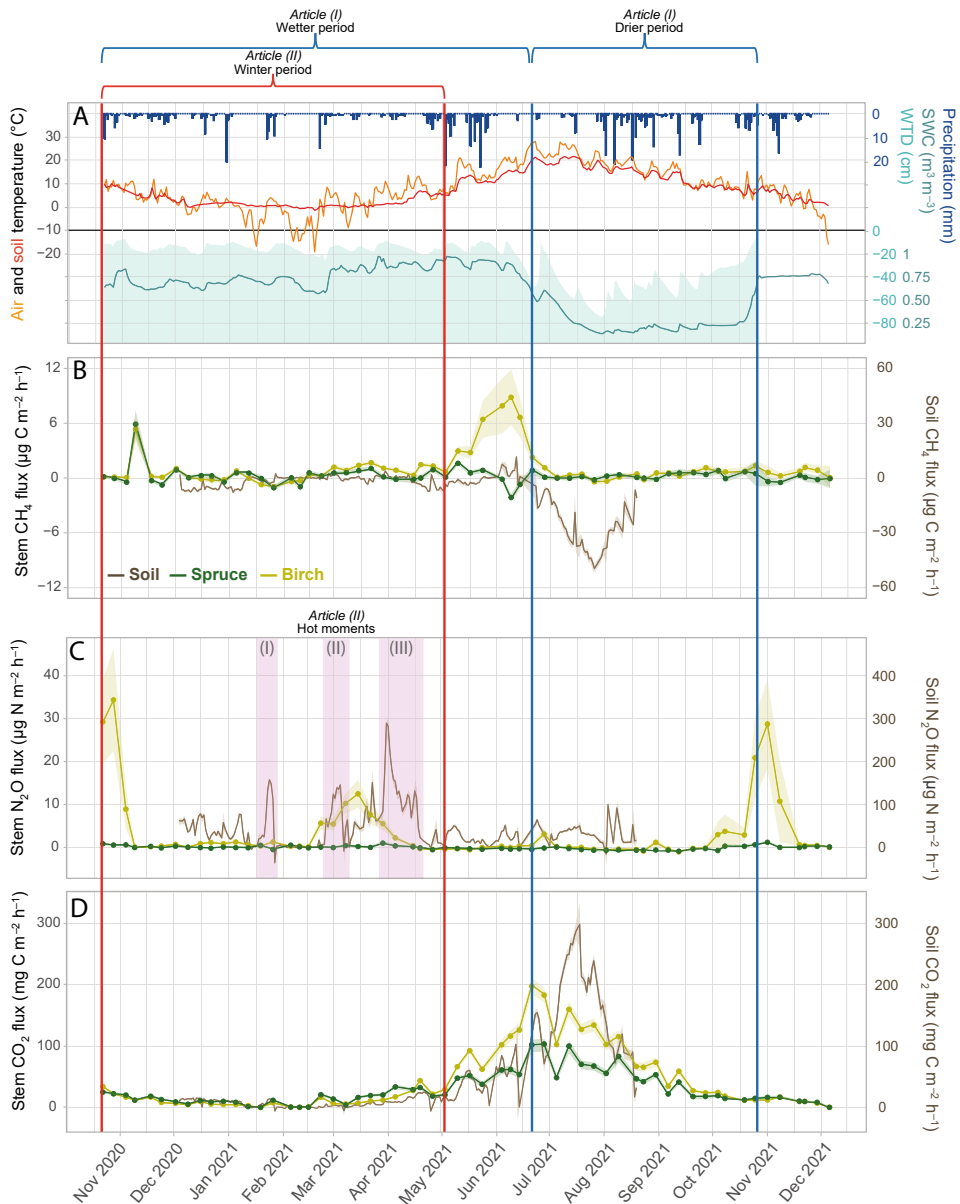 Article (I)
Wetter period
Article (I)
Drier period
Article (II)
Winter period
A
Air and soil temperature (°C)
30
20
10
0
−10
−20
0
10
20
Precipitation (mm)
SWC (m³ m⁻³)
WTD (cm)
0
−20 1
−40 0.75
−60 0.50
−80 0.25
B
Stem CH₄ flux (µg C m⁻² h⁻¹)
12
6
0
−6
−12
Soil
Spruce
Birch
60
30
0
−30
−60
Soil CH₄ flux (µg C m⁻² h⁻¹)
Article (II)
Hot moments
C
(I)
(II)
(III)
Stem N₂O flux (µg N m⁻² h⁻¹)
40
30
20
10
0
400
300
200
100
0
Soil N₂O flux (µg N m⁻² h⁻¹)
D
Stem CO₂ flux (mg C m⁻² h⁻¹)
300
200
100
0
300
200
100
0
Soil CO₂ flux (mg C m⁻² h⁻¹)
Nov 2020
Dec 2020
Jan 2021
Feb 2021
Mar 2021
Apr 2021
May 2021
Jun 2021
Jul 2021
Aug 2021
Sep 2021
Oct 2021
Nov 2021
Dec 2021